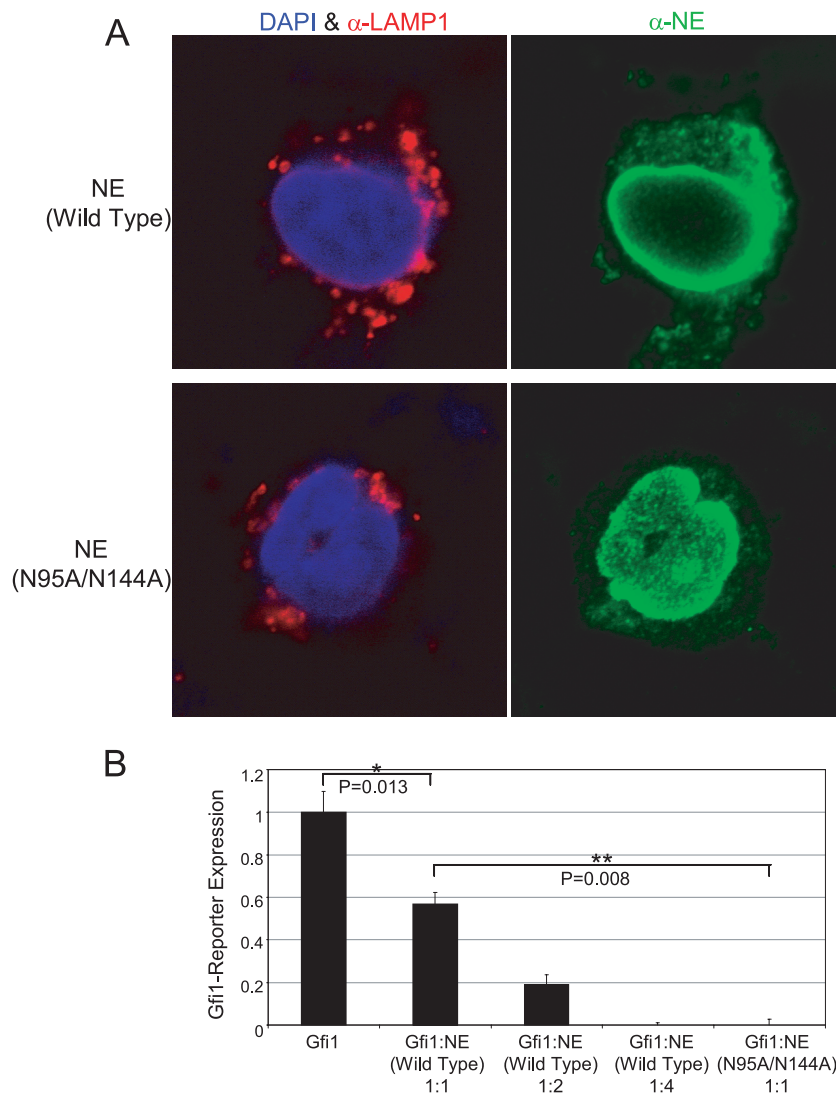 A
DAPI & α-LAMP1
α-NE
NE
(Wild Type)
NE
(N95A/N144A)
B
Gfi1-Reporter Expression
1.2
1
0.8
0.6
0.4
0.2
0
*
P=0.013
**
P=0.008
Gfi1
Gfi1:NE
(Wild Type)
1:1
Gfi1:NE
(Wild Type)
1:2
Gfi1:NE
(Wild Type)
1:4
Gfi1:NE
(N95A/N144A)
1:1